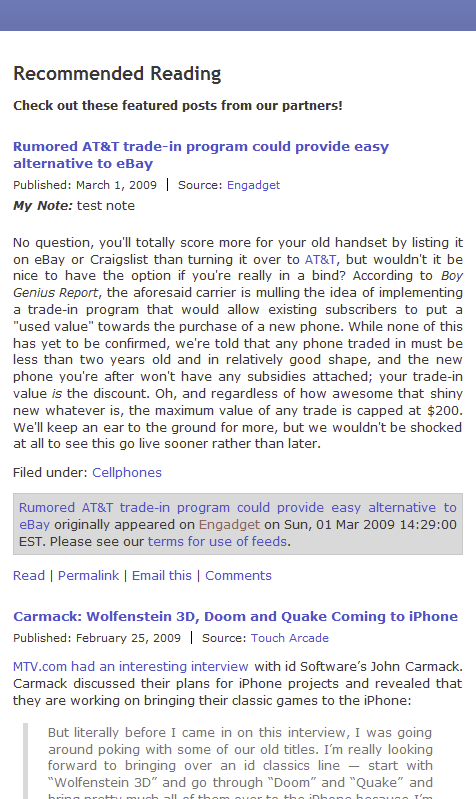 Recommended Reading
Check out these featured posts from our partners!
Rumored AT&T trade-in program could provide easy
alternative to eBay
Published: March 1, 2009 | Source: Engadget
My Note: test note
No question, you'll totally score more for your old handset by listing it
on eBay or Craigslist than turning it over to AT&T, but wouldn't it be
nice to have the option if you're really in a bind? According to Boy
Genius Report, the aforesaid carrier is mulling the idea of implementing
a trade-in program that would allow existing subscribers to put a
"used value" towards the purchase of a new phone. While none of this
has yet to be confirmed, we're told that any phone traded in must be
less than two years old and in relatively good shape, and the new
phone you're after won't have any subsidies attached; your trade-in
value is the discount. Oh, and regardless of how awesome that shiny
new whatever is, the maximum value of any trade is capped at $200.
We'll keep an ear to the ground for more, but we wouldn't be shocked
at all to see this go live sooner rather than later.
Filed under: Cellphones
Rumored AT&T trade-in program could provide easy alternative to
eBay originally appeared on Engadget on Sun, 01 Mar 2009 14:29:00
EST. Please see our terms for use of feeds.
Read | Permalink | Email this | Comments
Carmack: Wolfenstein 3D, Doom and Quake Coming to iPhone
Published: February 25, 2009 | Source: Touch Arcade
MTV.com had an interesting interview with id Software’s John Carmack.
Carmack discussed their plans for iPhone projects and revealed that
they are working on bringing their classic games to the iPhone:
But literally before I came in on this interview, I was going
around poking with some of our old titles. I’m really looking
forward to bringing over an id classics line — start with
“Wolfenstein 3D” and go through “Doom” and “Quake” and
bring pretty much all of them over to the iPhone because I’m